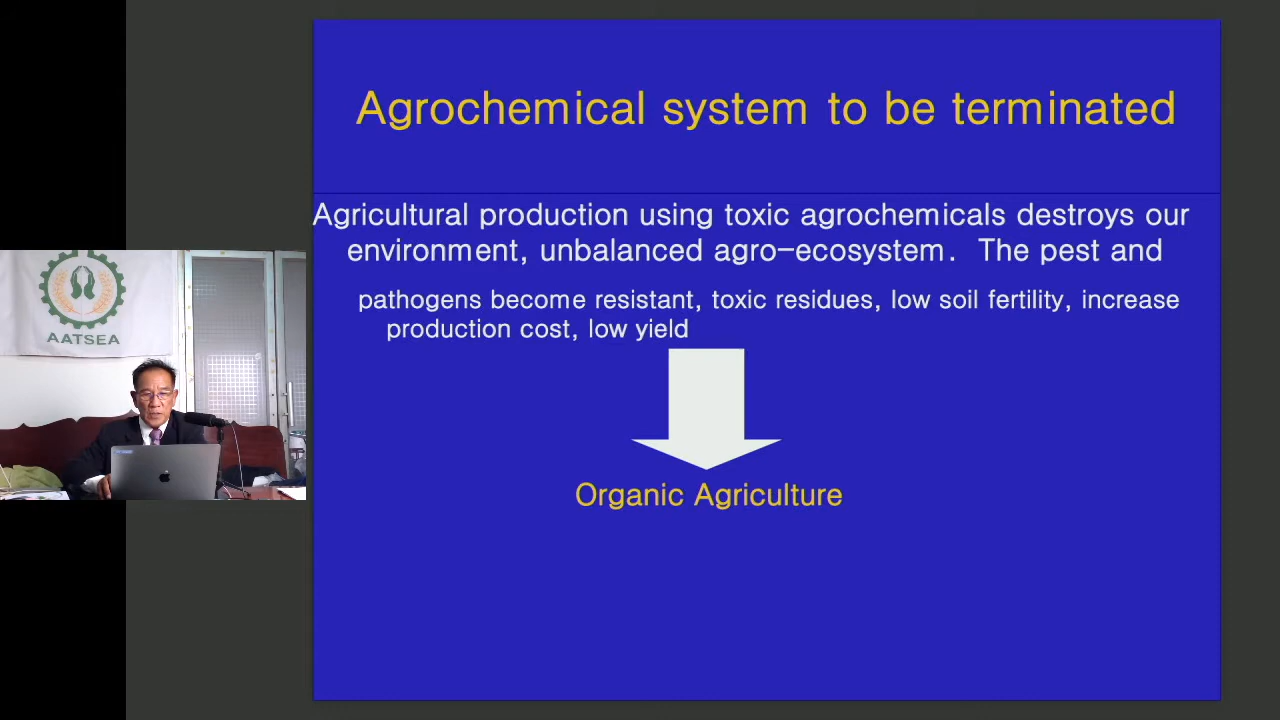 Agrochemical system to be terminated
Agricultural production using toxic agrochemicals destroys our
environment, unbalanced agro-ecosystem. The pest and
pathogens become resistant, toxic residues, low soil fertility, increase
production cost, low yield
Organic Agriculture
AATSEA